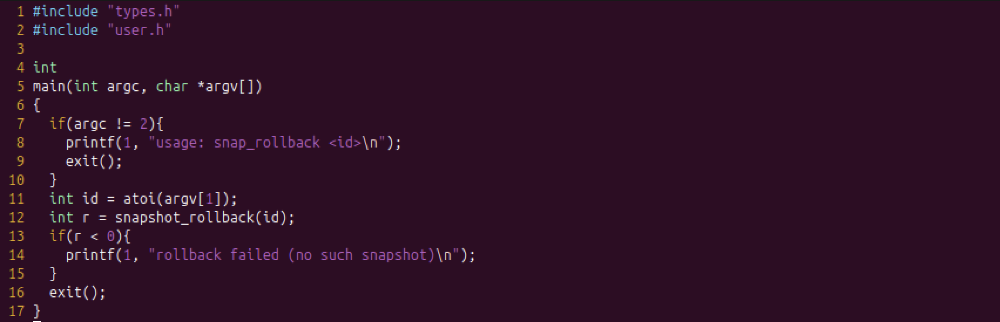 1 #include "types.h"
2 #include "user.h"
3
4 int
5 main(int argc, char *argv[])
6 {
7   if(argc != 2){
8     printf(1, "usage: snap_rollback <id>\n");
9     exit();
10   }
11   int id = atoi(argv[1]);
12   int r = snapshot_rollback(id);
13   if(r < 0){
14     printf(1, "rollback failed (no such snapshot)\n");
15   }
16   exit();
17 }